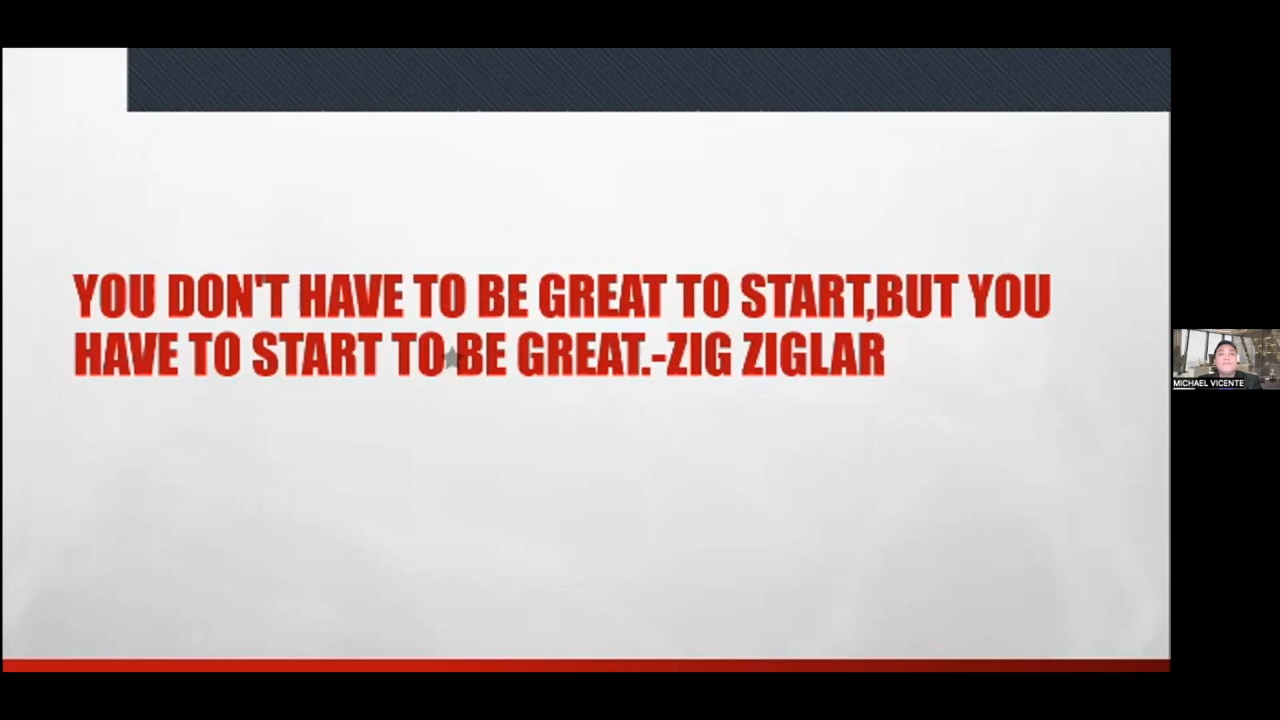 YOU DON'T HAVE TO BE GREAT TO START,BUT YOU
HAVE TO START TO BE GREAT.-ZIG ZIGLAR
MICHAEL VICENTE